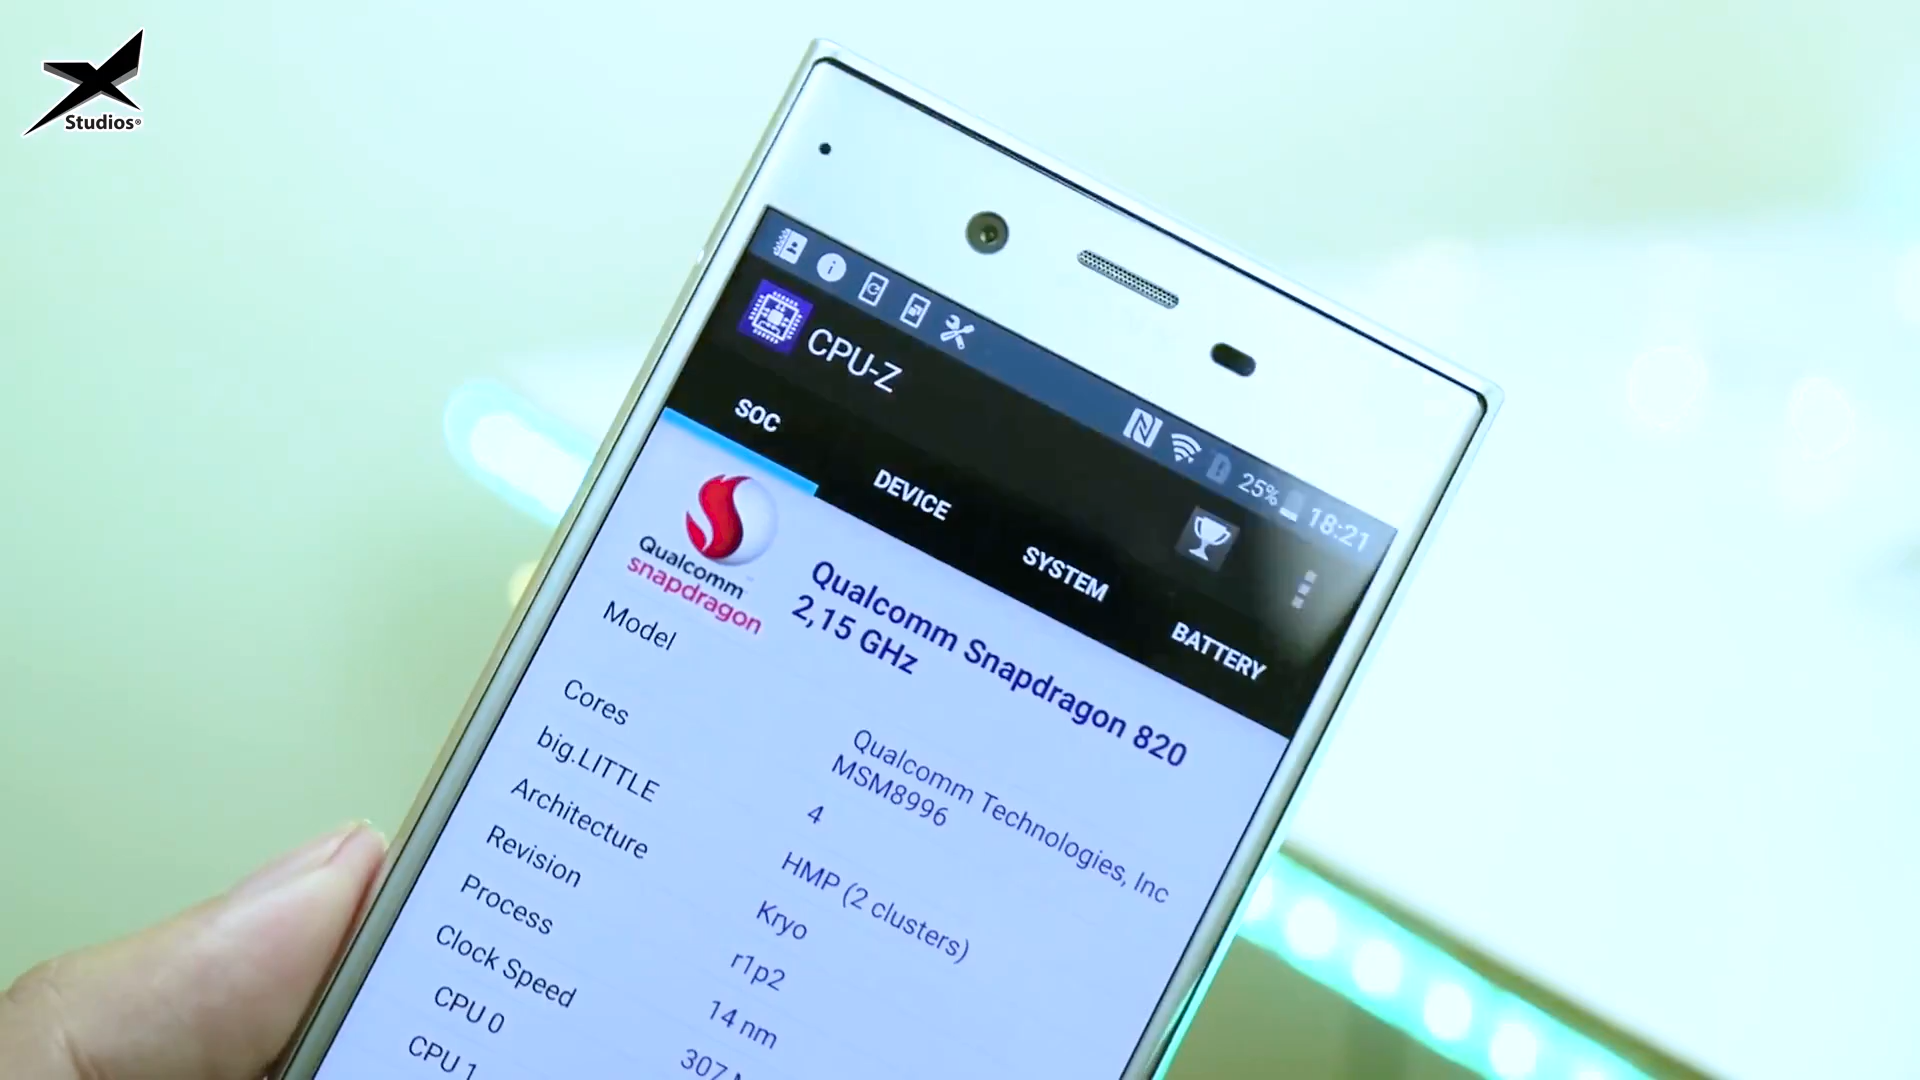 Studios®
25% 18:21
CPU-Z
SOC
DEVICE
SYSTEM
BATTERY
Qualcomm
snapdragon
Qualcomm Snapdragon 820
2,15 GHz
Model
Qualcomm Technologies, Inc
MSM8996
Cores
4
big.LITTLE
HMP (2 clusters)
Architecture
Kryo
Revision
r1p2
Process
14 nm
Clock Speed
CPU 0
307
CPU 1